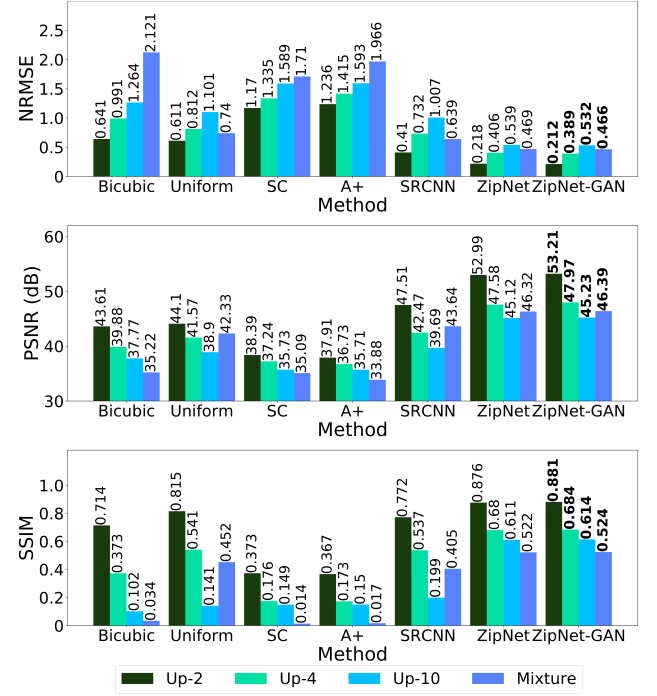 NRMSE
2.5
2.0
1.5
1.0
0.5
0
0.641 0.991 1.264 2.121
0.611 0.812 1.101 0.74
1.17 1.335 1.589 1.71
1.236 1.415 1.593 1.966
0.41 0.732 1.007 0.639
0.218 0.406 0.539 0.469
0.212 0.389 0.532 0.466
Bicubic Uniform SC A+ SRCNN ZipNet ZipNet-GAN
Method
PSNR (dB)
60
50
40
30
43.61 39.88 37.77 35.22
44.1 41.57 38.9 42.33
38.39 37.24 35.73 35.09
37.91 36.73 35.71 33.88
47.51 42.47 39.69 43.64
52.99 47.58 45.12 46.32
53.21 47.97 45.23 46.39
Bicubic Uniform SC A+ SRCNN ZipNet ZipNet-GAN
Method
SSIM
1.0
0.8
0.6
0.4
0.2
0
0.714 0.373 0.102 0.034
0.815 0.541 0.141 0.452
0.373 0.176 0.149 0.014
0.367 0.173 0.15 0.017
0.772 0.537 0.199 0.405
0.876 0.68 0.611 0.522
0.881 0.684 0.614 0.524
Bicubic Uniform SC A+ SRCNN ZipNet ZipNet-GAN
Method
Up-2 Up-4 Up-10 Mixture